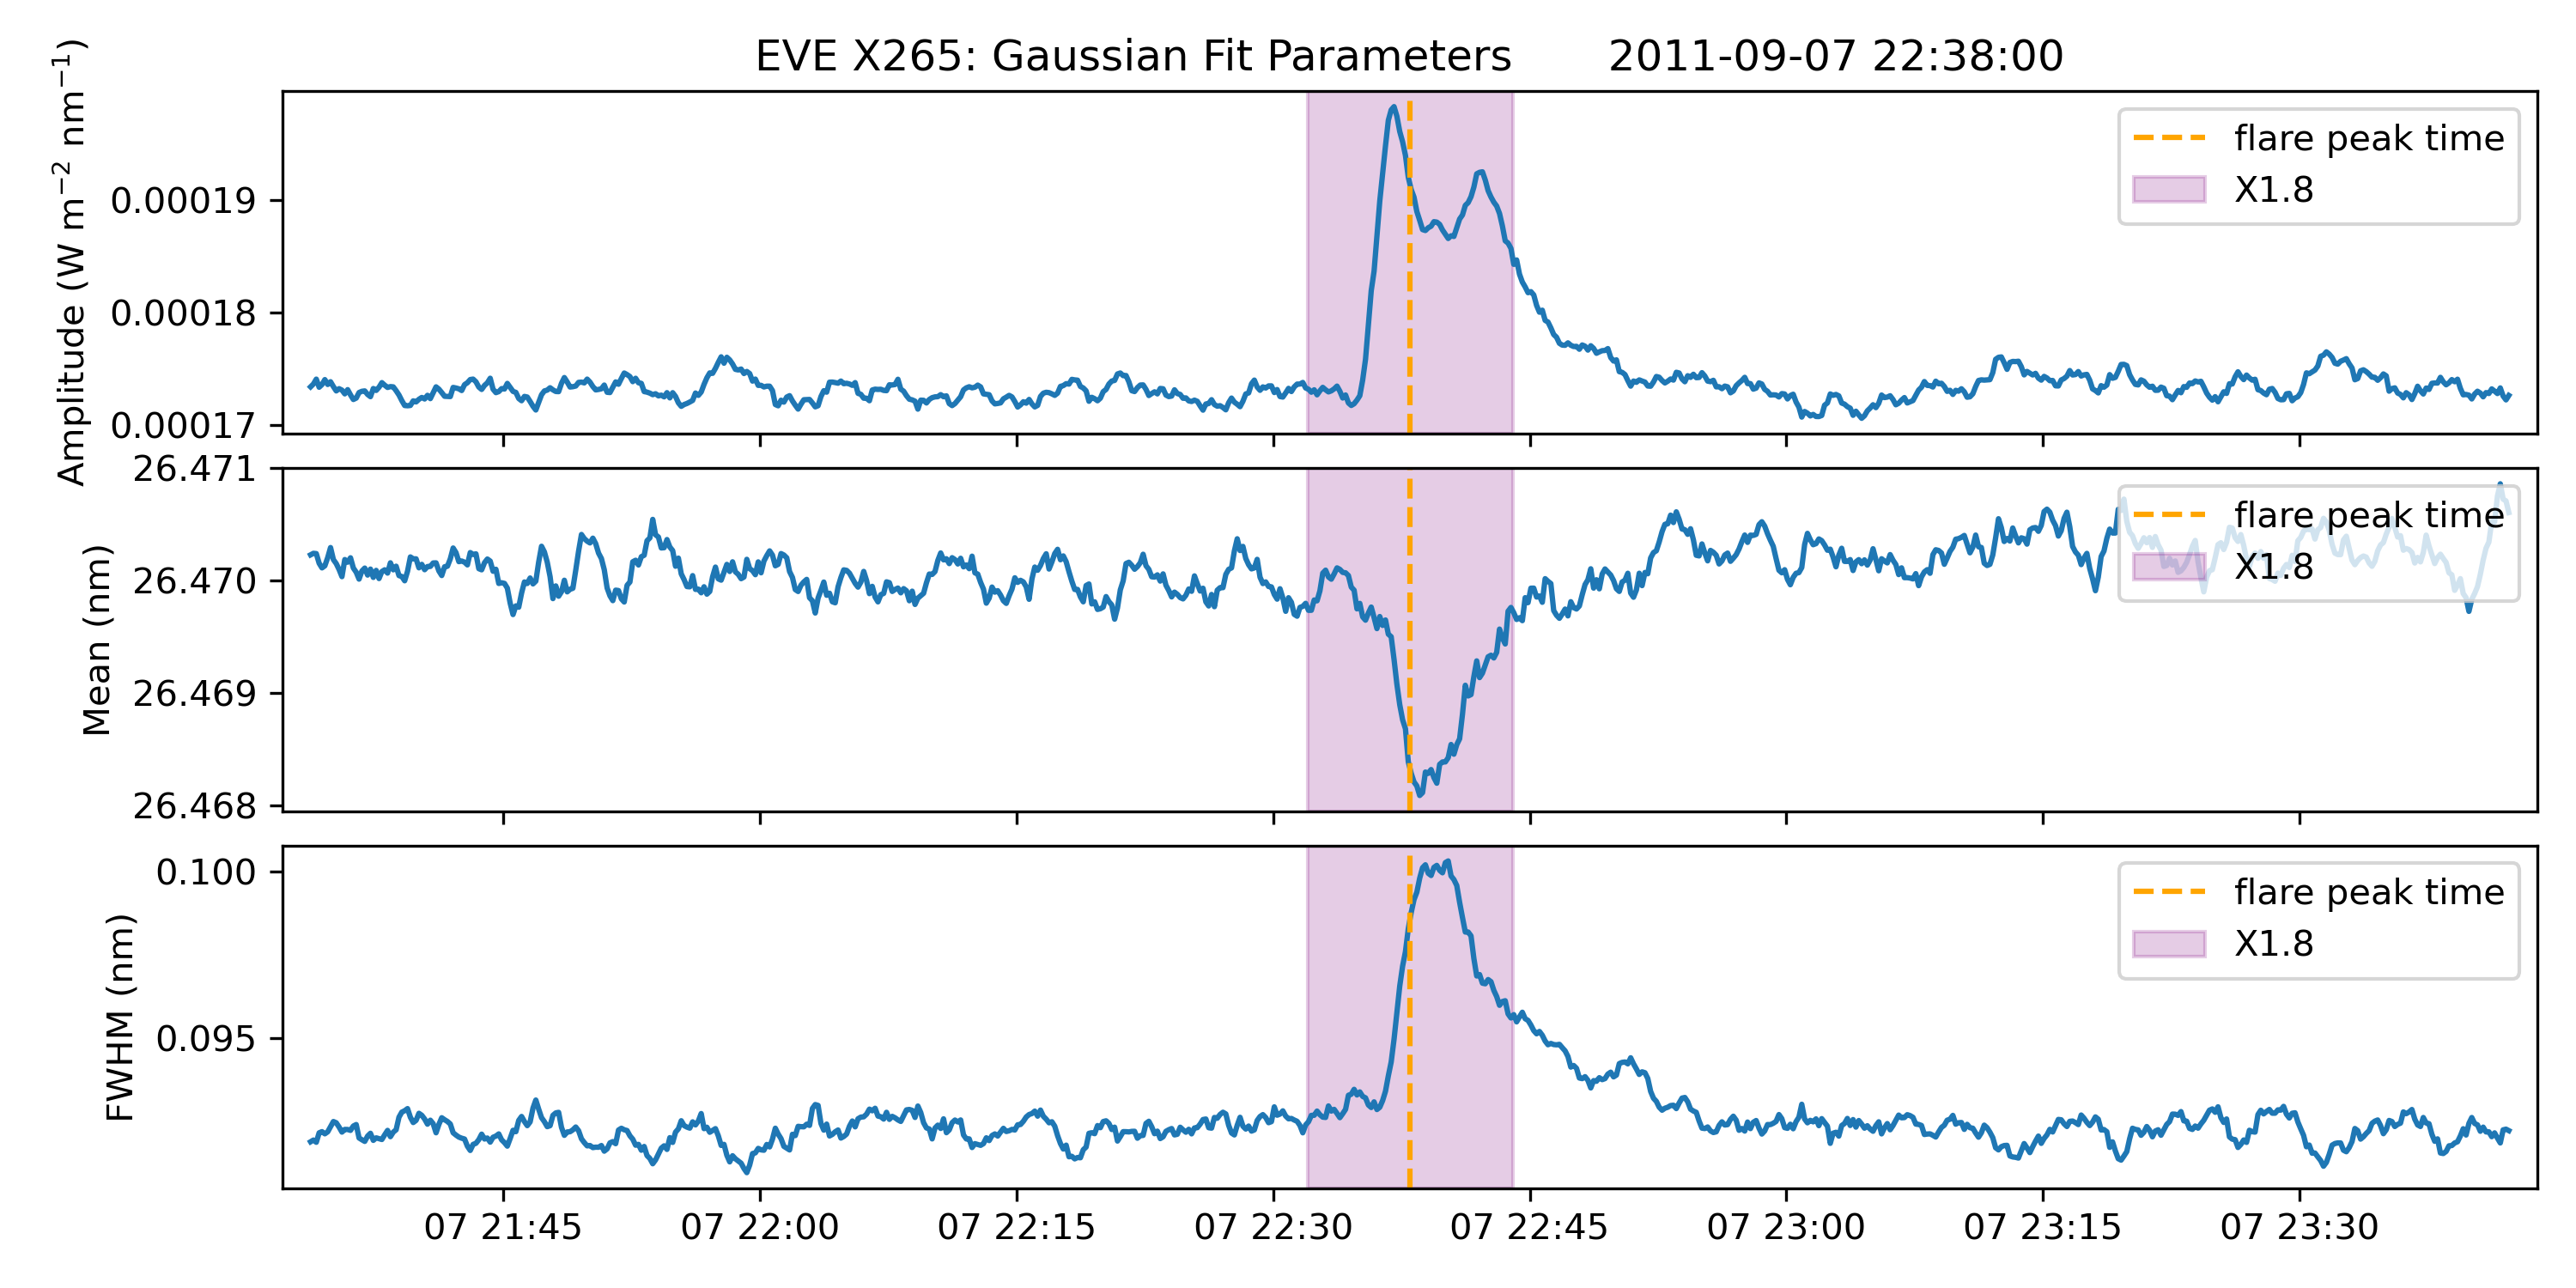 EVE X265: Gaussian Fit Parameters 2011-09-07 22:38:00
Amplitude (W m⁻² nm⁻¹)
0.00019
0.00018
0.00017
flare peak time
X1.8
Mean (nm)
26.471
26.470
26.469
26.468
flare peak time
X1.8
FWHM (nm)
0.100
0.095
flare peak time
X1.8
07 21:45 07 22:00 07 22:15 07 22:30 07 22:45 07 23:00 07 23:15 07 23:30